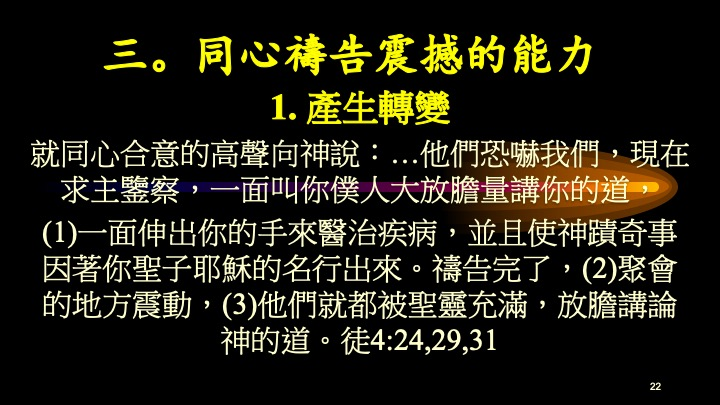 三。同心禱告震撼的能力
1. 產生轉變
就同心合意的高聲向神說：…他們恐嚇我們，現在
求主鑒察，一面叫你僕人大放膽量講你的道，
(1)一面伸出你的手來醫治疾病，並且使神蹟奇事
因著你聖子耶穌的名行出來。禱告完了，(2)聚會
的地方震動，(3)他們就都被聖靈充滿，放膽講論
神的道。徒4:24,29,31
22